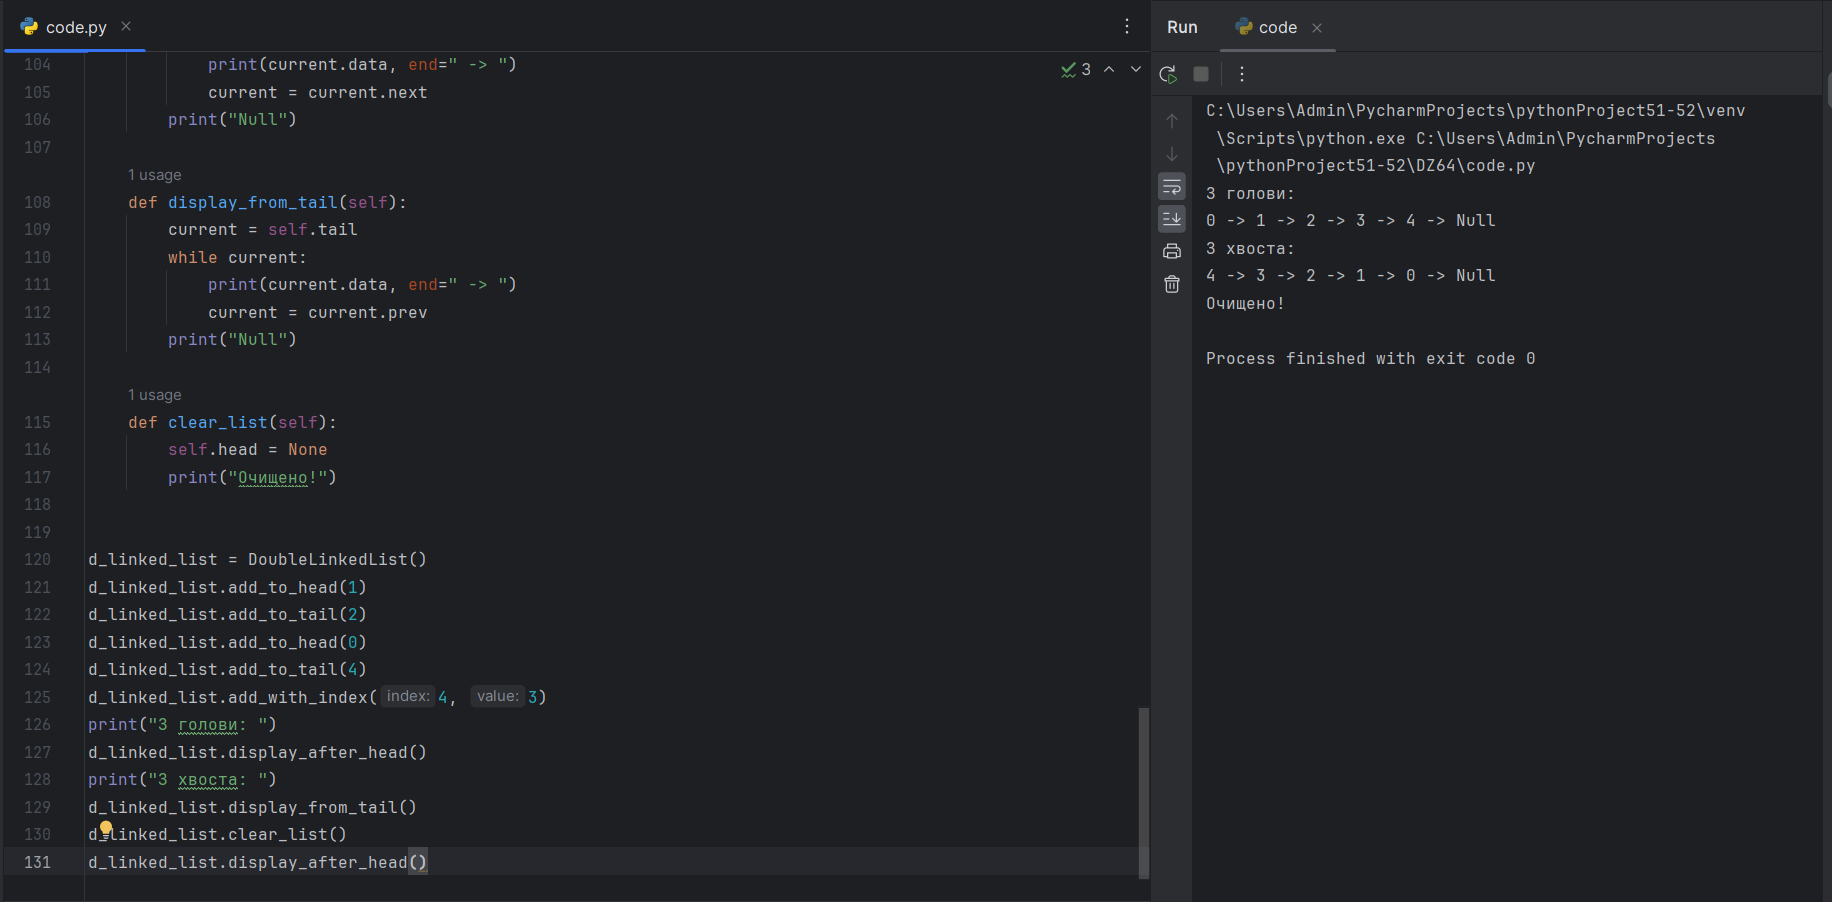 code.py
104 print(current.data, end=" -> ")
105 current = current.next
106 print("Null")
107
1 usage
108 def display_from_tail(self):
109 current = self.tail
110 while current:
111 print(current.data, end=" -> ")
112 current = current.prev
113 print("Null")
114
1 usage
115 def clear_list(self):
116 self.head = None
117 print("Очищено!")
118
119
120 d_linked_list = DoubleLinkedList()
121 d_linked_list.add_to_head(1)
122 d_linked_list.add_to_tail(2)
123 d_linked_list.add_to_head(0)
124 d_linked_list.add_to_tail(4)
125 d_linked_list.add_with_index( index: 4, value: 3)
126 print("З голови: ")
127 d_linked_list.display_after_head()
128 print("З хвоста: ")
129 d_linked_list.display_from_tail()
130 d_linked_list.clear_list()
131 d_linked_list.display_after_head()
3
Run code
C:\Users\Admin\PycharmProjects\pythonProject51-52\venv
\Scripts\python.exe C:\Users\Admin\PycharmProjects
\pythonProject51-52\DZ64\code.py
З голови:
0 -> 1 -> 2 -> 3 -> 4 -> Null
З хвоста:
4 -> 3 -> 2 -> 1 -> 0 -> Null
Очищено!
Process finished with exit code 0